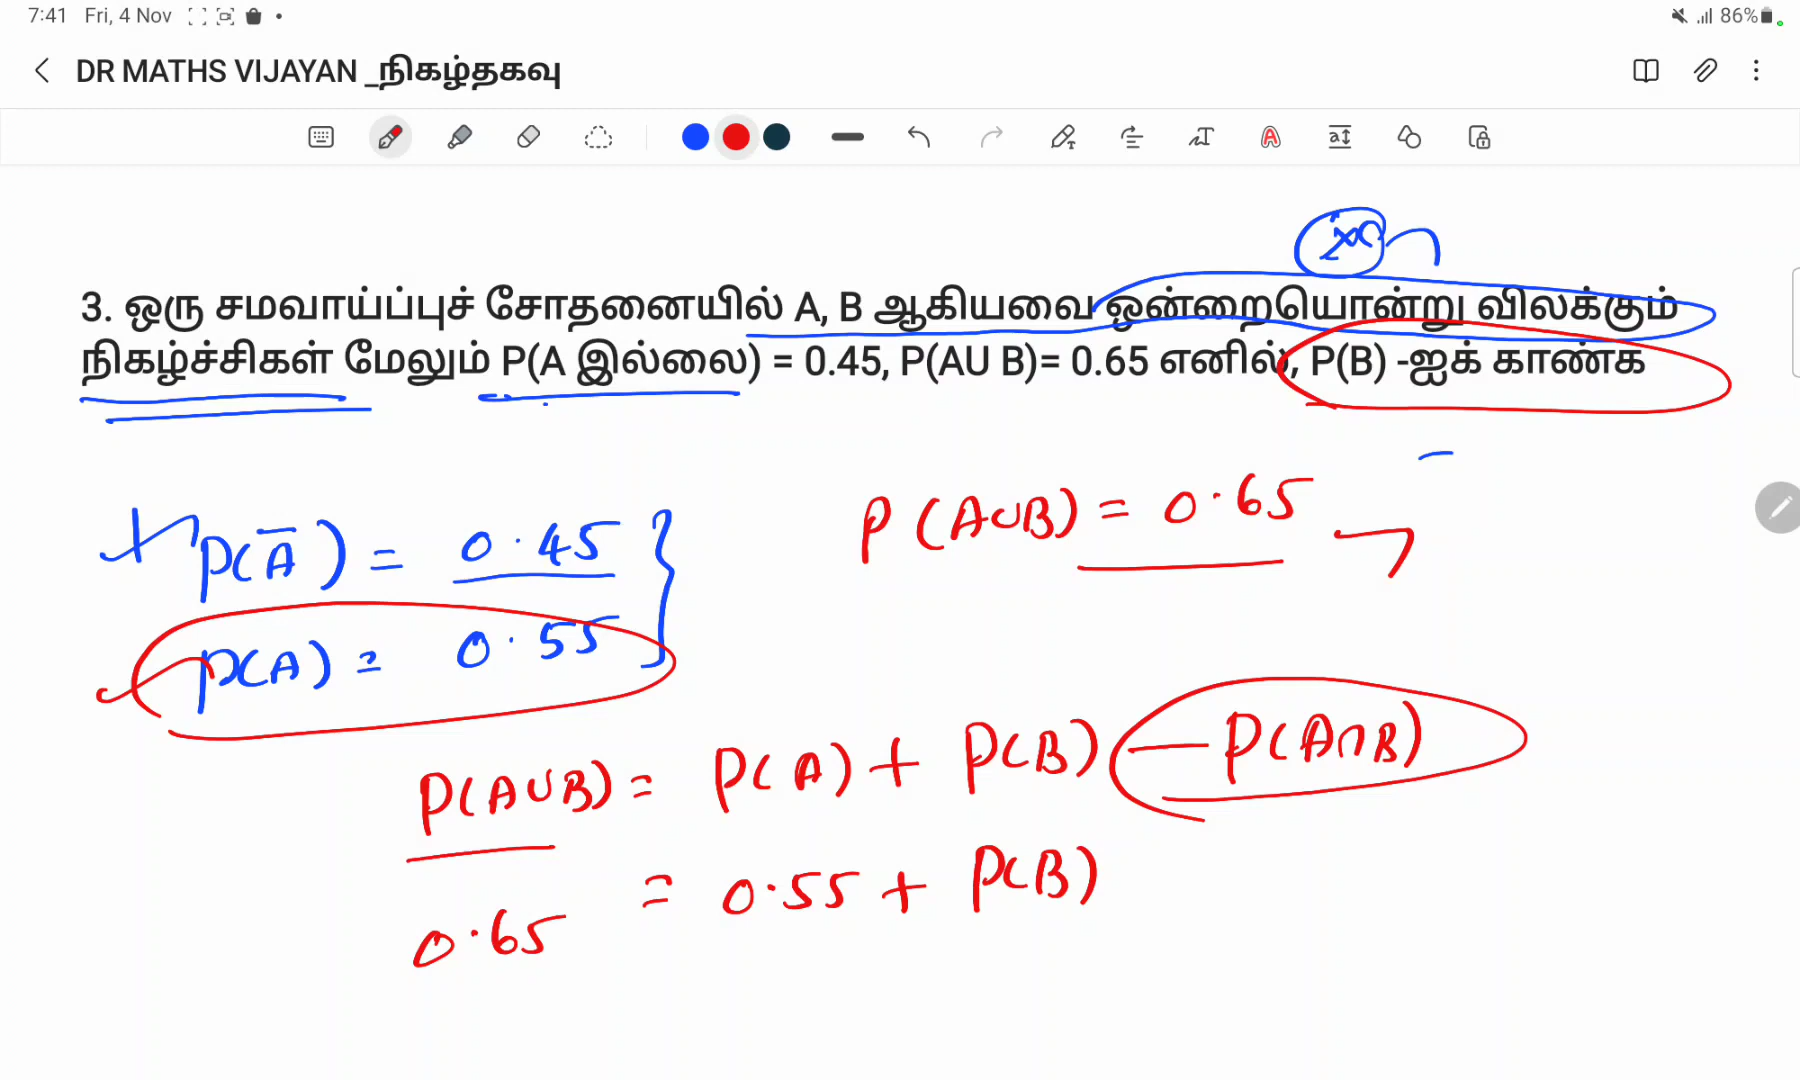 7:41 Fri, 4 Nov
86%
DR MATHS VIJAYAN _நிகழ்தகவு
3. ஒரு சமவாய்ப்புச் சோதனையில் A, B ஆகியவை ஒன்றையொன்று விலக்கும்
நிகழ்ச்சிகள் மேலும் P(A இல்லை) = 0.45, P(AU B)= 0.65 எனில், P(B) -ஐக் காண்க
P(A∪B) = 0.65
P(Ā) = 0.45
P(A) = 0.55
P(A∪B) = P(A) + P(B) — P(A∩B)
0.65 = 0.55 + P(B)